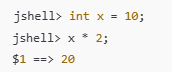 jshell> int x = 10;
jshell> x * 2;
$1 ==> 20